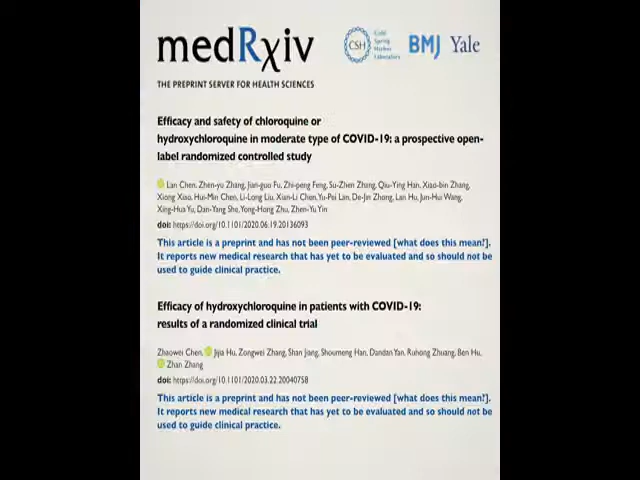 medRχiv
CSH
Cold
Spring
Harbor
Laboratory
BMJ
Yale
THE PREPRINT SERVER FOR HEALTH SCIENCES
Efficacy and safety of chloroquine or
hydroxychloroquine in moderate type of COVID-19: a prospective open-
label randomized controlled study
Lan Chen, Zhen-yu Zhang, Jian-guo Fu, Zhi-peng Feng, Su-Zhen Zhang, Qiu-Ying Han, Xiao-bin Zhang,
Xiong Xiao, Hui-Min Chen, Li-Long Liu, Xian-Li Chen, Yu-Pei Lan, De-Jin Zhong, Lan Hu, Jun-Hui Wang,
Xing-Hua Yu, Dan-Yang She, Yong-Hong Zhu, Zhen-Yu Yin
doi: https://doi.org/10.1101/2020.06.19.20136093
This article is a preprint and has not been peer-reviewed [what does this mean?].
It reports new medical research that has yet to be evaluated and so should not be
used to guide clinical practice.
Efficacy of hydroxychloroquine in patients with COVID-19:
results of a randomized clinical trial
Zhaowei Chen, Jijia Hu, Zongwei Zhang, Shan Jiang, Shoumeng Han, Dandan Yan, Ruhong Zhuang, Ben Hu,
Zhan Zhang
doi: https://doi.org/10.1101/2020.03.22.20040758
This article is a preprint and has not been peer-reviewed [what does this mean?].
It reports new medical research that has yet to be evaluated and so should not be
used to guide clinical practice.